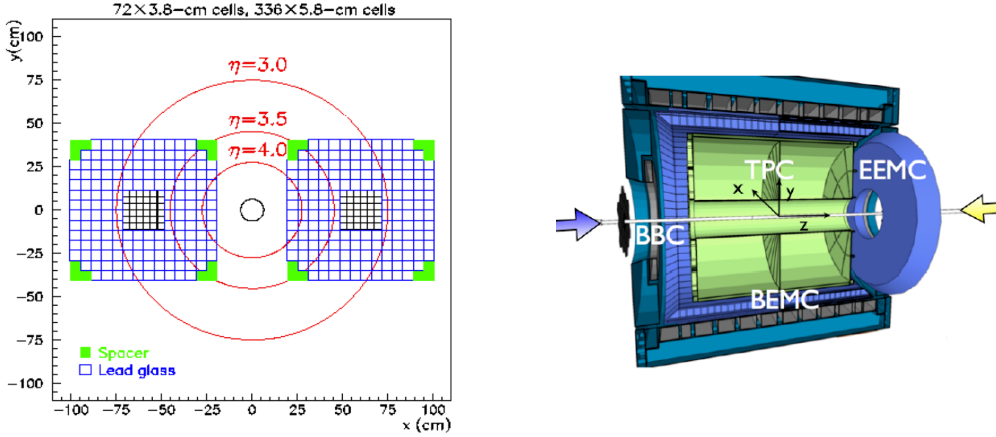 72×3.8-cm cells, 336×5.8-cm cells
y(cm)
100
75
50
25
0
-25
-50
-75
-100
η=3.0
η=3.5
η=4.0
Spacer
Lead glass
-100 -75 -50 -25 0 25 50 75 100
x (cm)
TPC
EEMC
x
y
z
BBC
BEMC